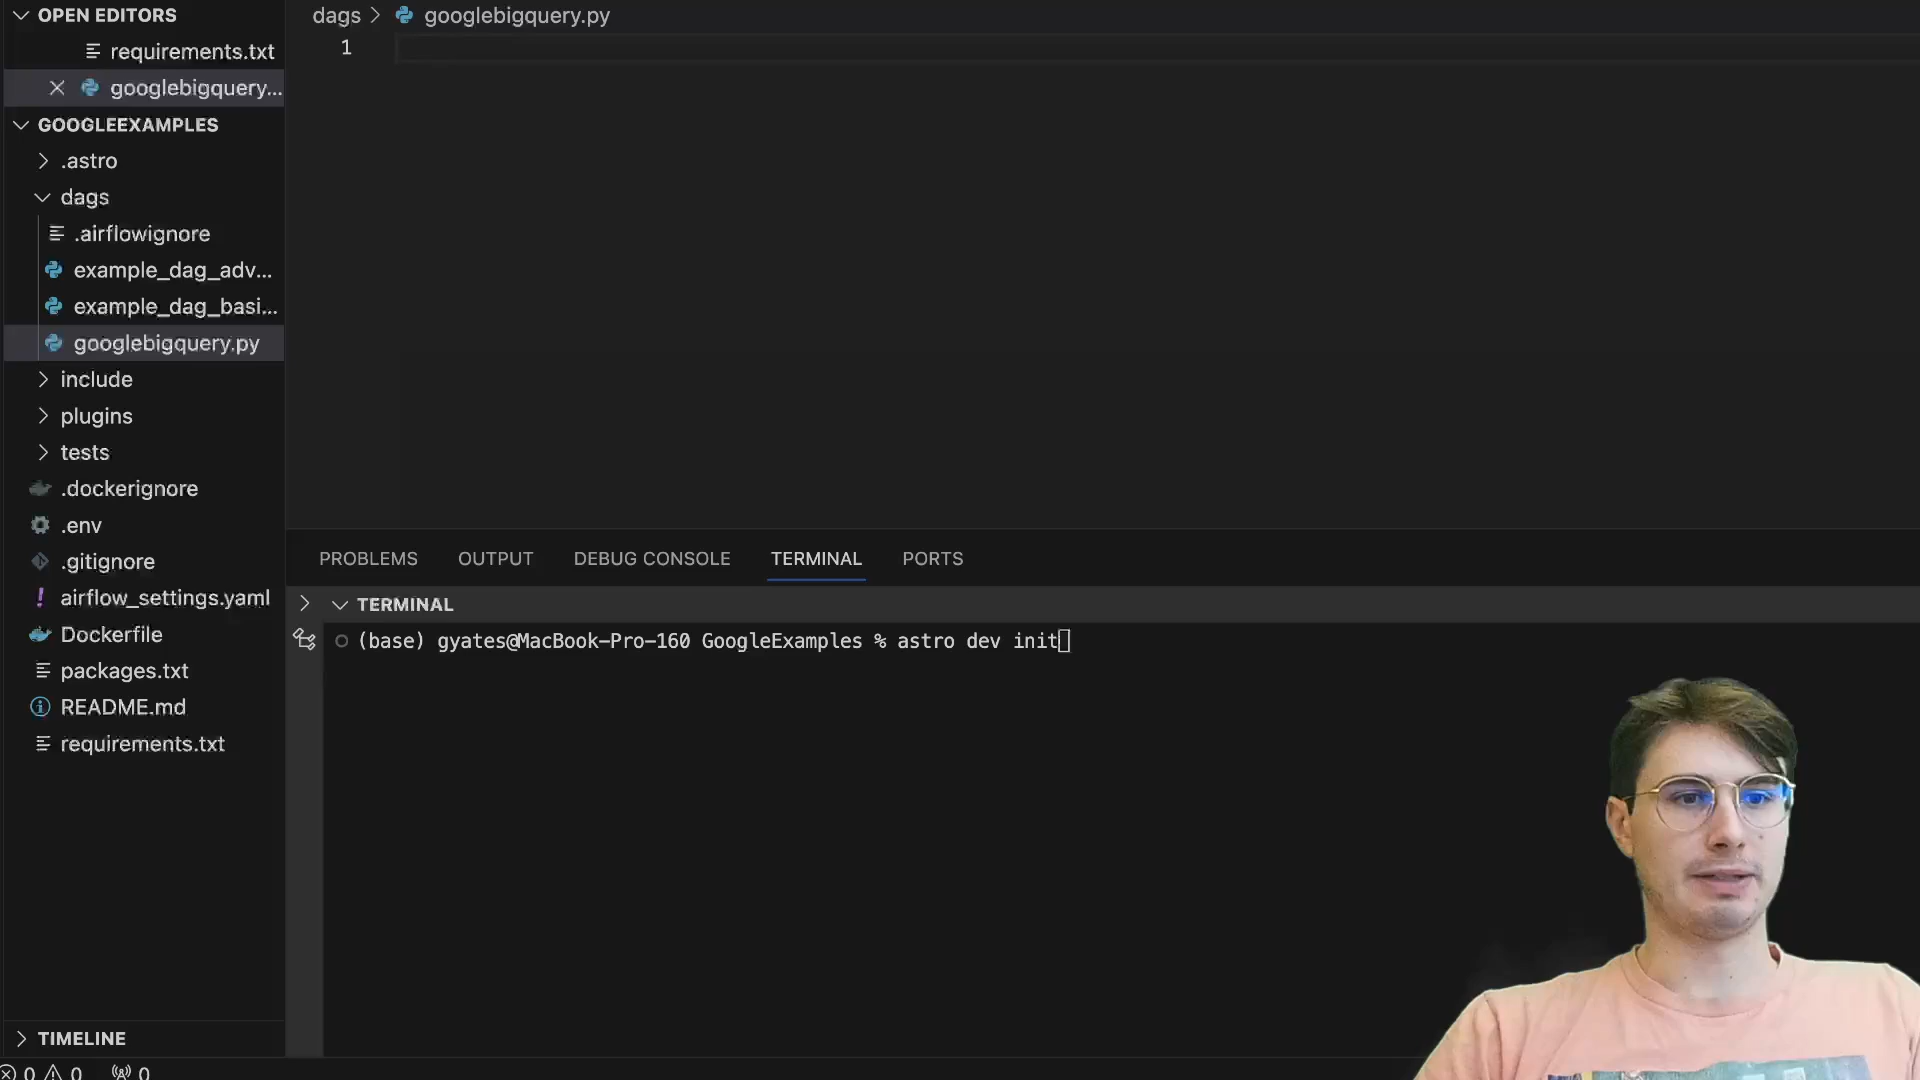 OPEN EDITORS
requirements.txt
googlebigquery...
GOOGLEEXAMPLES
.astro
dags
.airflowignore
example_dag_adv...
example_dag_basi...
googlebigquery.py
include
plugins
tests
.dockerignore
.env
.gitignore
airflow_settings.yaml
Dockerfile
packages.txt
README.md
requirements.txt
TIMELINE
0 0 0
dags > googlebigquery.py
1
PROBLEMS OUTPUT DEBUG CONSOLE TERMINAL PORTS
TERMINAL
(base) gyates@MacBook-Pro-160 GoogleExamples % astro dev init